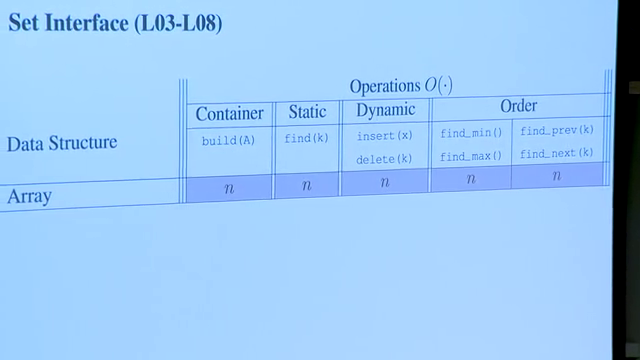 Set Interface (L03-L08)
Operations O(·)
Container Static Dynamic Order
Data Structure build(A) find(k) insert(x) find_min() find_prev(k)
delete(k) find_max() find_next(k)
Array n n n n n